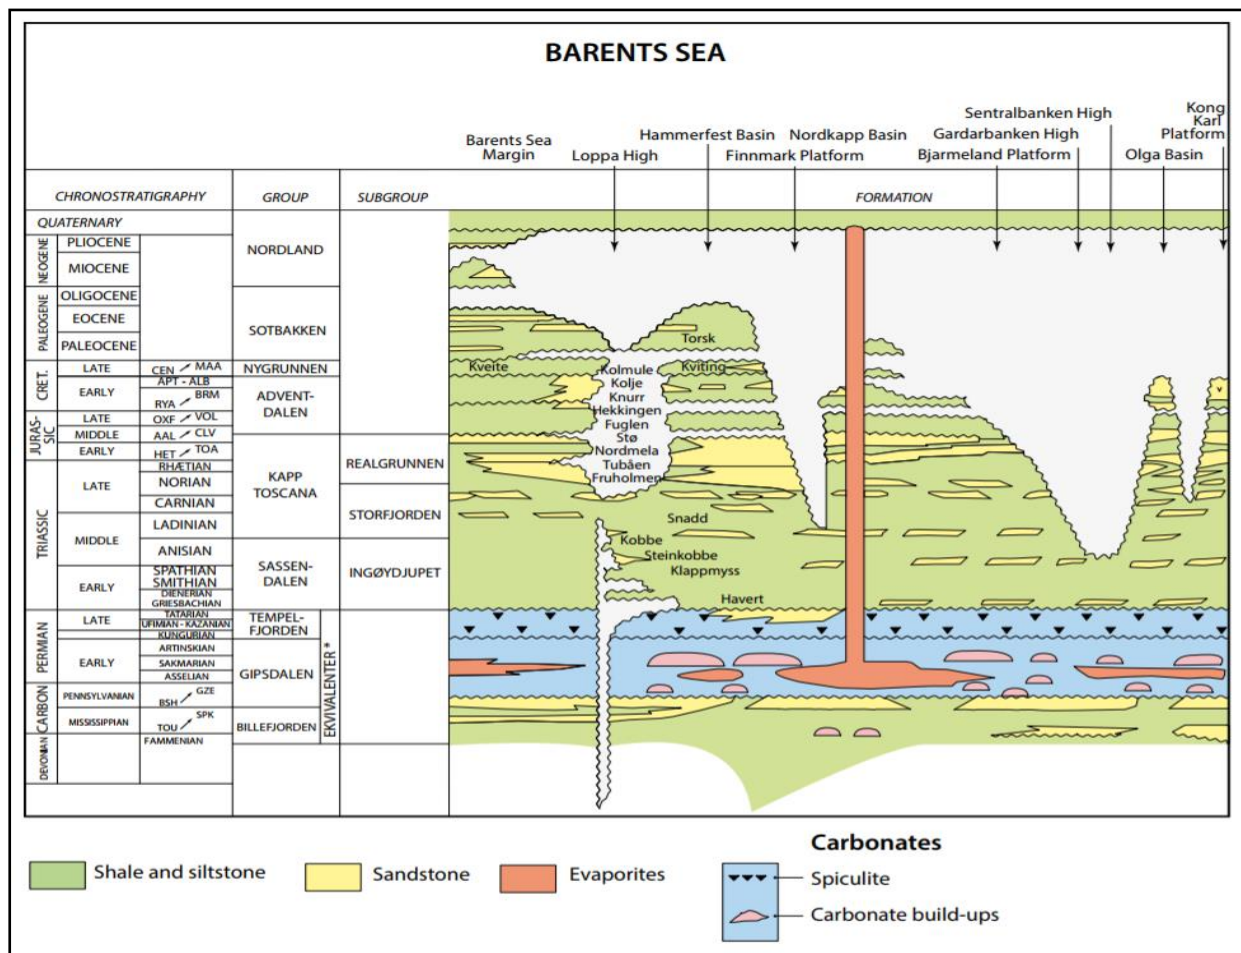 BARENTS SEA
Sentralbanken High
Kong
Karl
Platform
Hammerfest Basin
Nordkapp Basin
Gardarbanken High
Barents Sea
Margin
Loppa High
Finnmark Platform
Bjarmeland Platform
Olga Basin
CHRONOSTRATIGRAPHY
GROUP
SUBGROUP
FORMATION
QUATERNARY
NEOGENE
PLIOCENE
MIOCENE
NORDLAND
PALEOGENE
OLIGOCENE
EOCENE
PALEOCENE
SOTBAKKEN
Torsk
CRET.
LATE
CEN MAA
NYGRUNNEN
Kveite
Kviting
EARLY
APT - ALB
RYA BRM
ADVENT-
DALEN
Kolmule
Kolje
Knurr
Hekkingen
Fuglen
Stø
Nordmela
Tubåen
Fruholmen
JURAS-
SIC
LATE
OXF VOL
MIDDLE
AAL CLV
EARLY
HET TOA
KAPP
TOSCANA
REALGRUNNEN
TRIASSIC
LATE
RHÆTIAN
NORIAN
CARNIAN
STORFJORDEN
MIDDLE
LADINIAN
ANISIAN
Snadd
Kobbe
Steinkobbe
Klappmyss
Havert
SASSEN-
DALEN
INGØYDJUPET
EARLY
SPATHIAN
SMITHIAN
DIENERIAN
GRIESBACHIAN
PERMIAN
LATE
TATARIAN
UFIMIAN - KAZANIAN
KUNGURIAN
TEMPEL-
FJORDEN
EARLY
ARTINSKIAN
SAKMARIAN
ASSELIAN
GIPSDALEN
EKVIVALENTER *
CARBON
PENNSYLVANIAN
BSH GZE
MISSISSIPPIAN
TOU SPK
BILLEFJORDEN
DEVONIAN
FAMMENIAN
Carbonates
Shale and siltstone
Sandstone
Evaporites
Spiculite
Carbonate build-ups